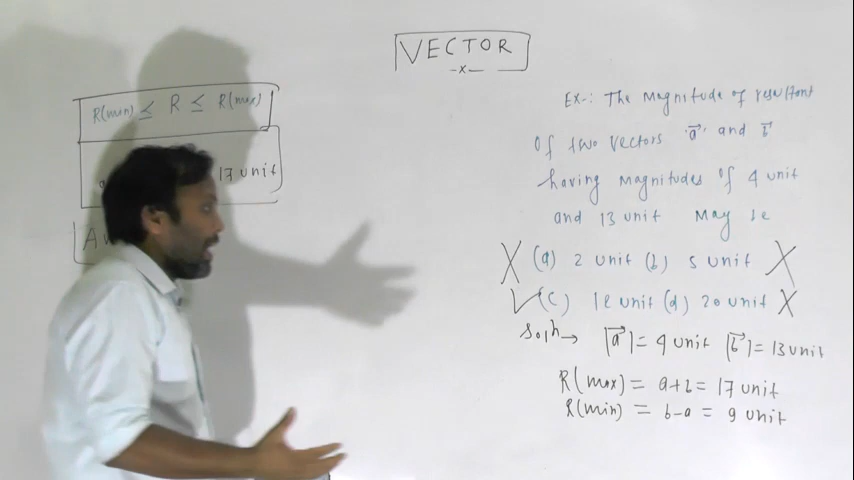 VECTOR
-x-
R(min) ≤ R ≤ R(max)
17 unit
A
Ex-: The Magnitude of resultant
of two vectors 'a⃗' and b⃗
having Magnitudes of 4 unit
and 13 unit May be
X (a) 2 unit (b) 5 unit X
✓(c) 12 unit (d) 20 unit X
Solⁿ→ |a⃗| = 4 unit |b⃗| = 13 unit
R(max) = a+b = 17 unit
R(min) = b-a = 9 unit